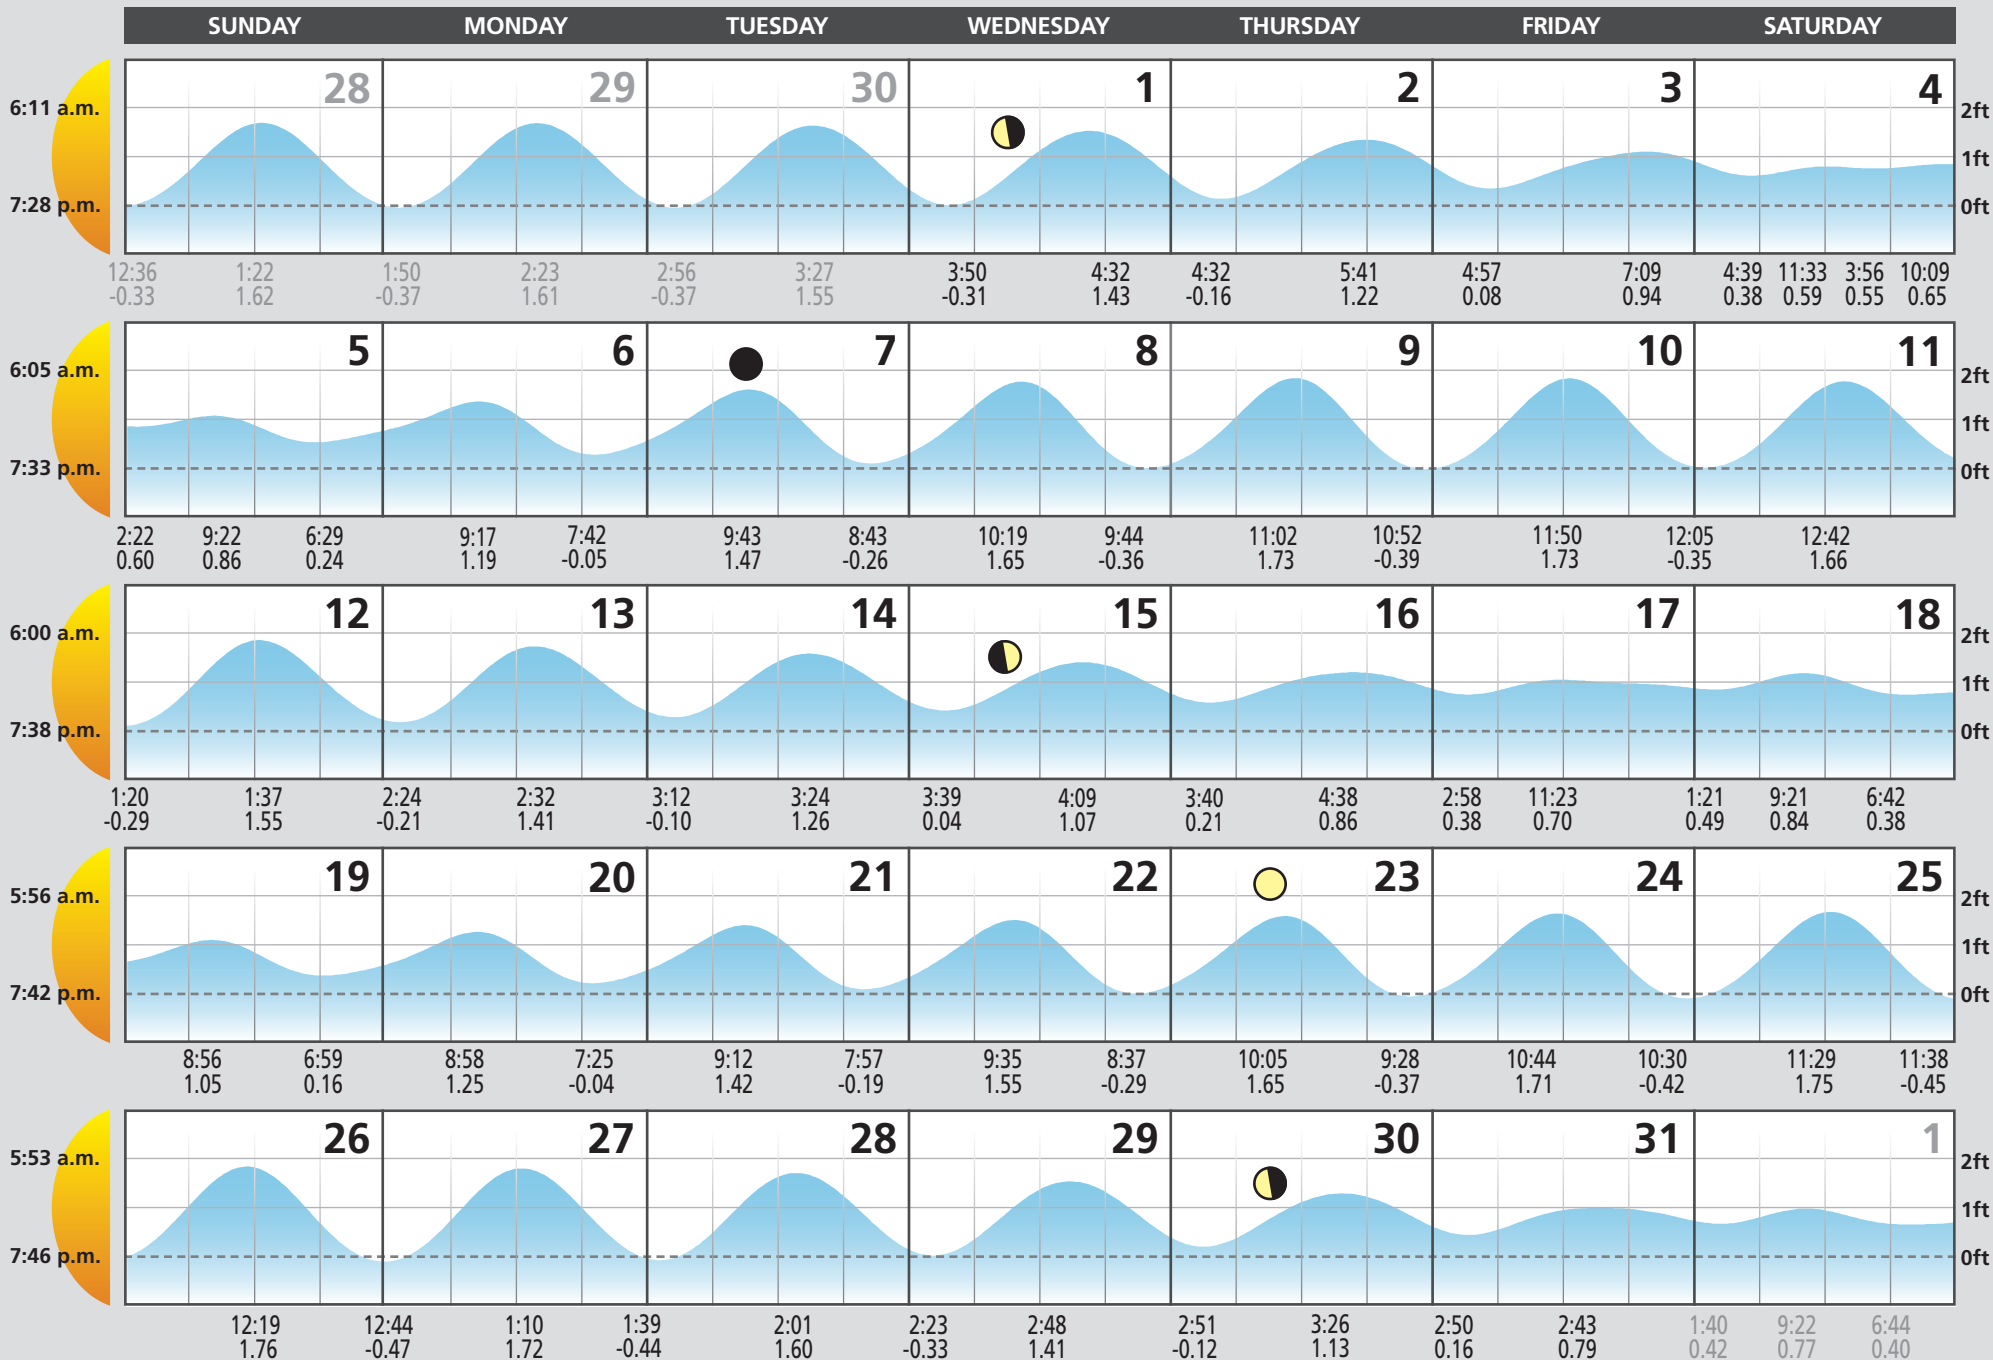 SUNDAY MONDAY TUESDAY WEDNESDAY THURSDAY FRIDAY SATURDAY
28 29 30 1 2 3 4
6:11 a.m. 2ft
1ft
7:28 p.m. 0ft
12:36 1:22 1:50 2:23 2:56 3:27 3:50 4:32 4:32 5:41 4:57 7:09 4:39 11:33 3:56 10:09
-0.33 1.62 -0.37 1.61 -0.37 1.55 -0.31 1.43 -0.16 1.22 0.08 0.94 0.38 0.59 0.55 0.65
5 6 7 8 9 10 11
6:05 a.m. 2ft
1ft
7:33 p.m. 0ft
2:22 9:22 6:29 9:17 7:42 9:43 8:43 10:19 9:44 11:02 10:52 11:50 12:05 12:42
0.60 0.86 0.24 1.19 -0.05 1.47 -0.26 1.65 -0.36 1.73 -0.39 1.73 -0.35 1.66
12 13 14 15 16 17 18
6:00 a.m. 2ft
1ft
7:38 p.m. 0ft
1:20 1:37 2:24 2:32 3:12 3:24 3:39 4:09 3:40 4:38 2:58 11:23 1:21 9:21 6:42
-0.29 1.55 -0.21 1.41 -0.10 1.26 0.04 1.07 0.21 0.86 0.38 0.70 0.49 0.84 0.38
19 20 21 22 23 24 25
5:56 a.m. 2ft
1ft
7:42 p.m. 0ft
8:56 6:59 8:58 7:25 9:12 7:57 9:35 8:37 10:05 9:28 10:44 10:30 11:29 11:38
1.05 0.16 1.25 -0.04 1.42 -0.19 1.55 -0.29 1.65 -0.37 1.71 -0.42 1.75 -0.45
26 27 28 29 30 31 1
5:53 a.m. 2ft
1ft
7:46 p.m. 0ft
12:19 12:44 1:10 1:39 2:01 2:23 2:48 2:51 3:26 2:50 2:43 1:40 9:22 6:44
1.76 -0.47 1.72 -0.44 1.60 -0.33 1.41 -0.12 1.13 0.16 0.79 0.42 0.77 0.40